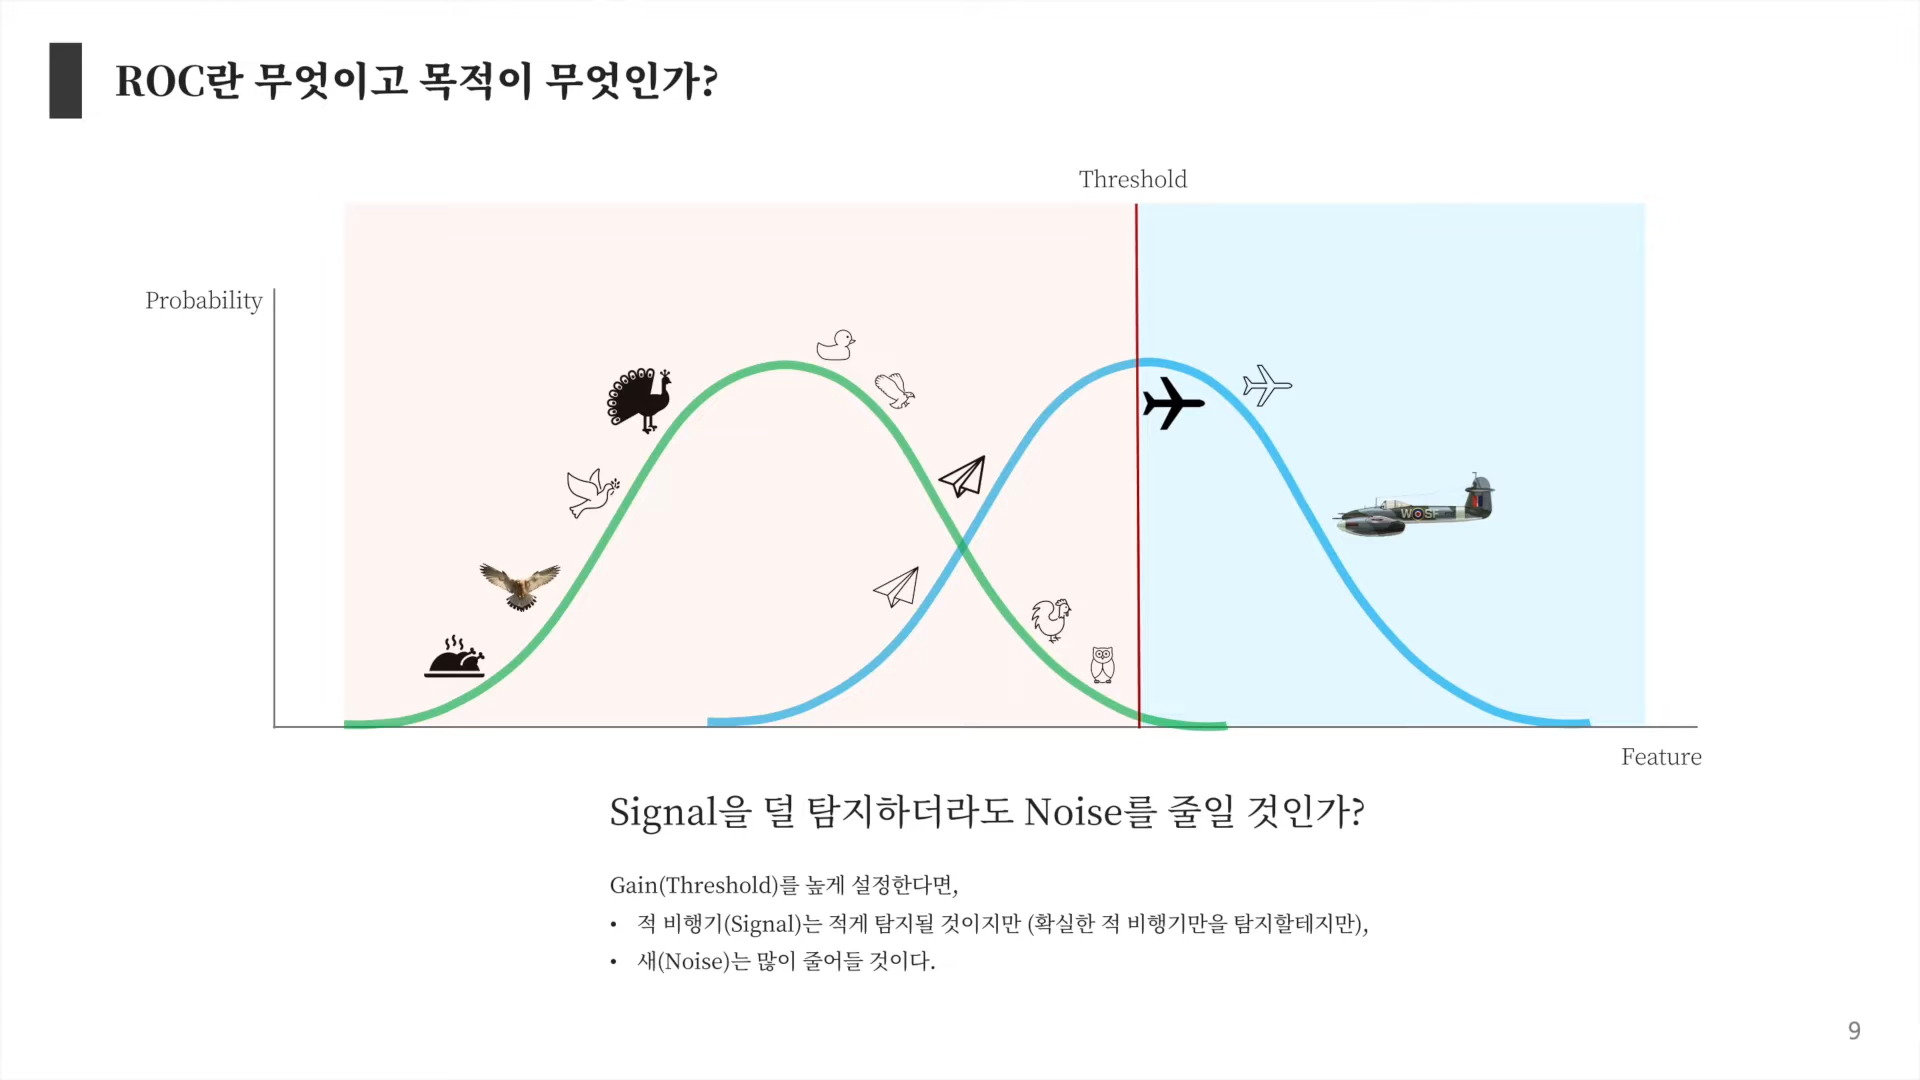 ROC란 무엇이고 목적이 무엇인가?
Threshold
Probability
Feature
Signal을 덜 탐지하더라도 Noise를 줄일 것인가?
Gain(Threshold)를 높게 설정한다면,
• 적 비행기(Signal)는 적게 탐지될 것이지만 (확실한 적 비행기만을 탐지할테지만),
• 새(Noise)는 많이 줄어들 것이다.
9